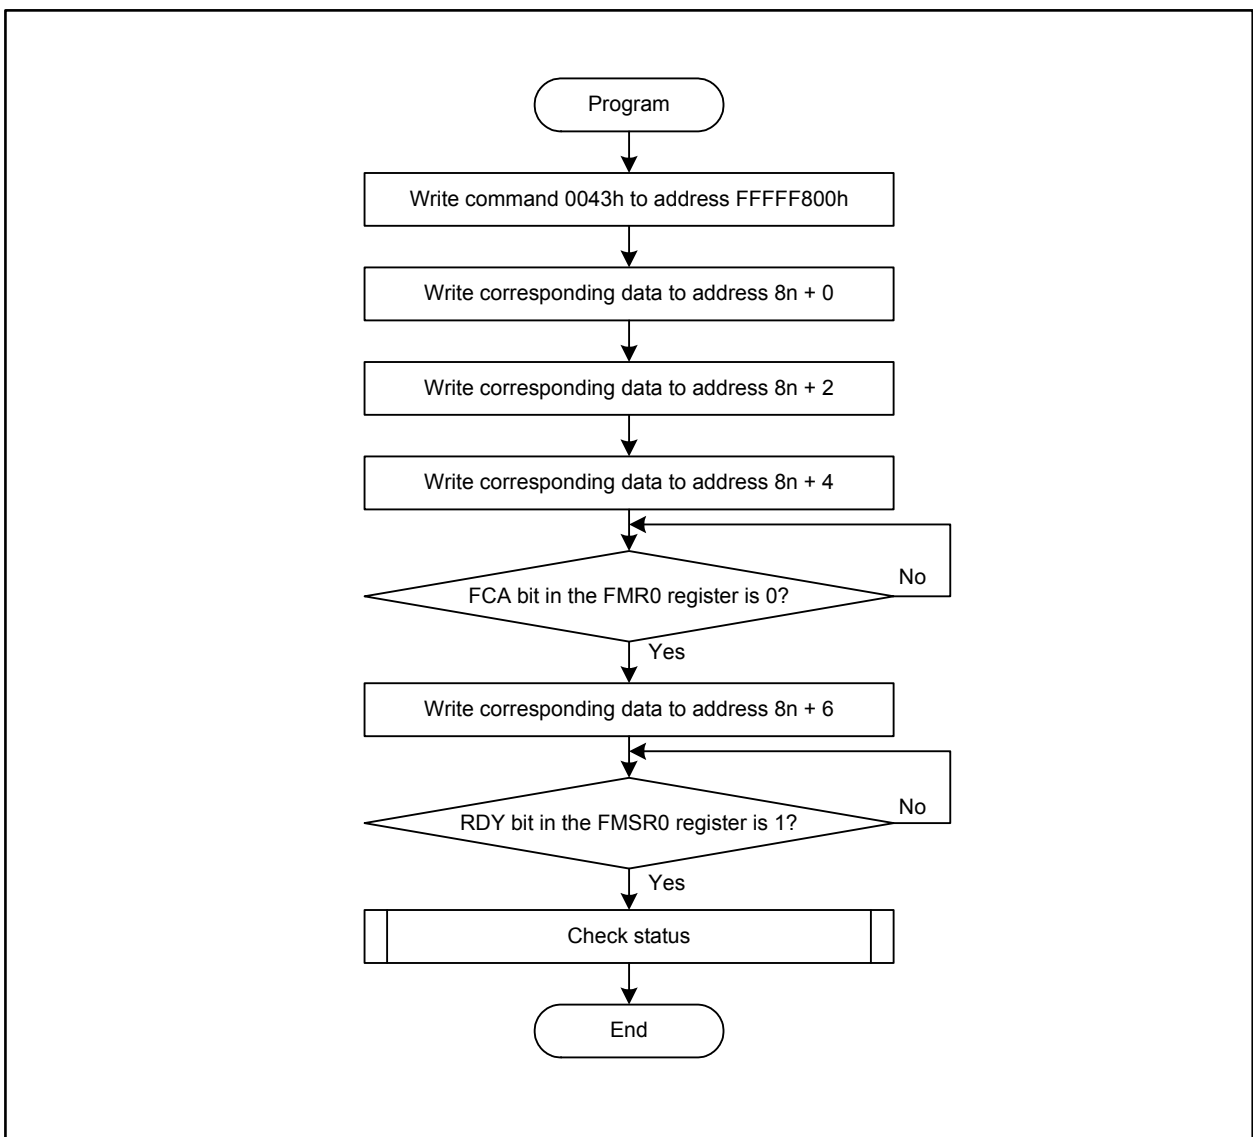 Program
Write command 0043h to address FFFFF800h
Write corresponding data to address 8n + 0
Write corresponding data to address 8n + 2
Write corresponding data to address 8n + 4
No
FCA bit in the FMR0 register is 0?
Yes
Write corresponding data to address 8n + 6
No
RDY bit in the FMSR0 register is 1?
Yes
Check status
End